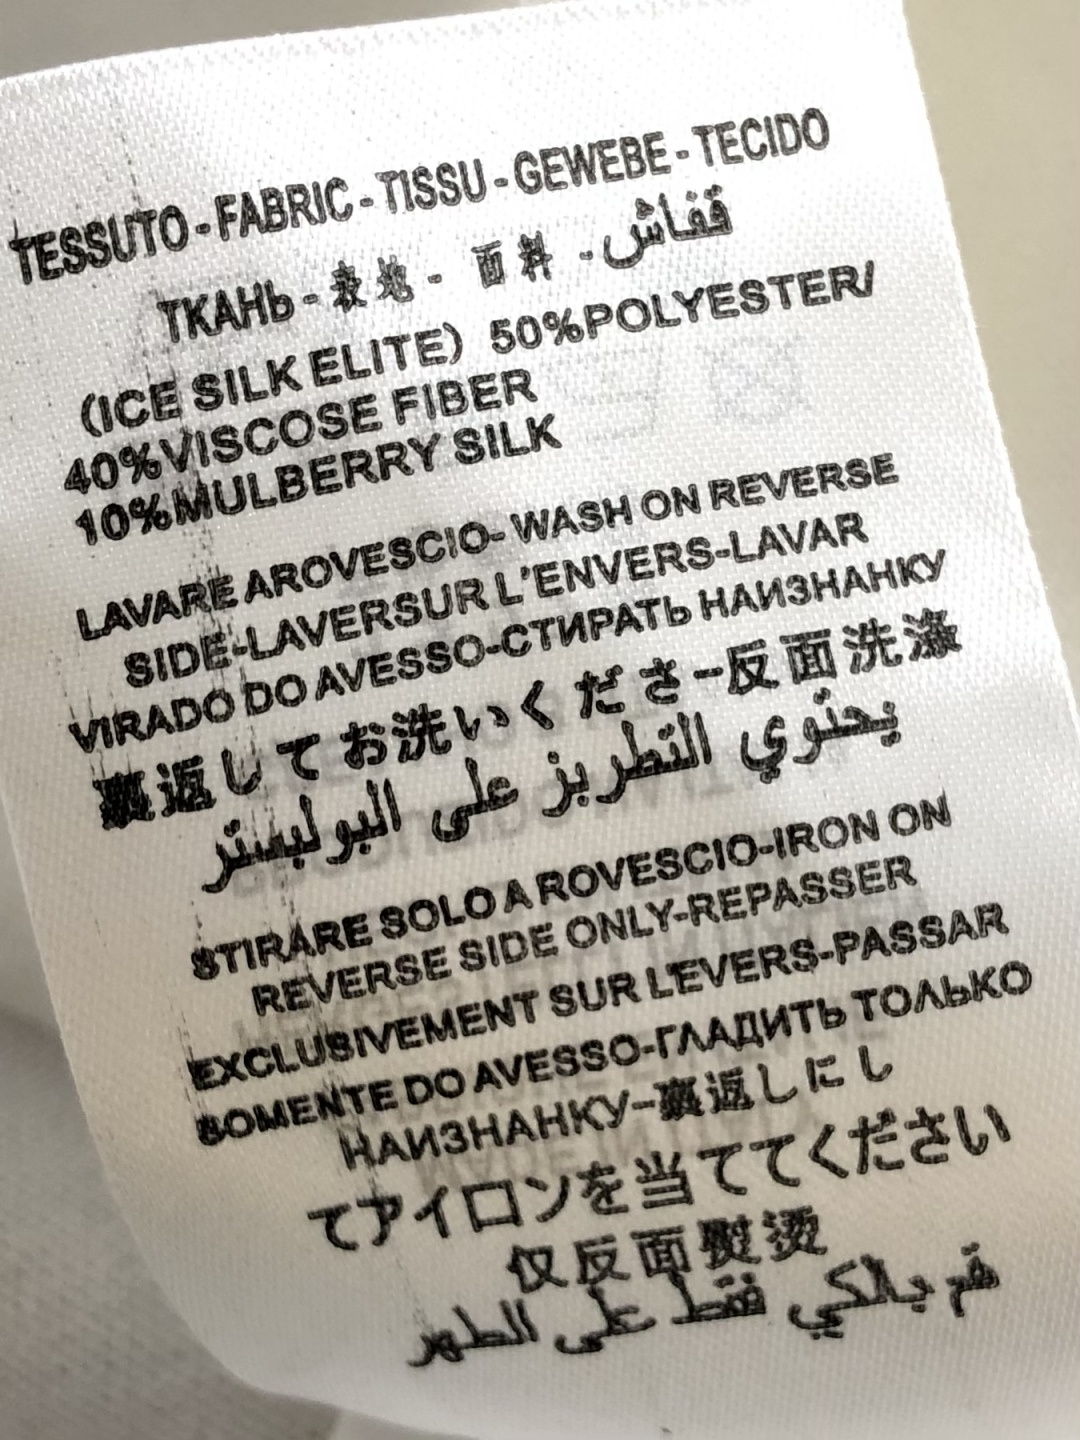 TESSUTO - FABRIC - TISSU - GEWEBE - TECIDO
ТКАНЬ - 表地 - 面料 - قفاش
(ICE SILK ELITE) 50%POLYESTER/
40%VISCOSE FIBER
10%MULBERRY SILK
LAVARE AROVESCIO- WASH ON REVERSE
SIDE-LAVERSUR L'ENVERS-LAVAR
VIRADO DO AVESSO-СТИРАТЬ НАИЗНАНКУ
裏返してお洗いくださ-反面洗涤
يحتوي التطريز على البوليستر
STIRARE SOLO A ROVESCIO-IRON ON
REVERSE SIDE ONLY-REPASSER
EXCLUSIVEMENT SUR L'EVERS-PASSAR
SOMENTE DO AVESSO-ГЛАДИТЬ ТОЛЬКО
НАИЗНАНКУ-裏返しにし
てアイロンを当ててください
仅反面熨烫
قم بالكي فقط على الظهر